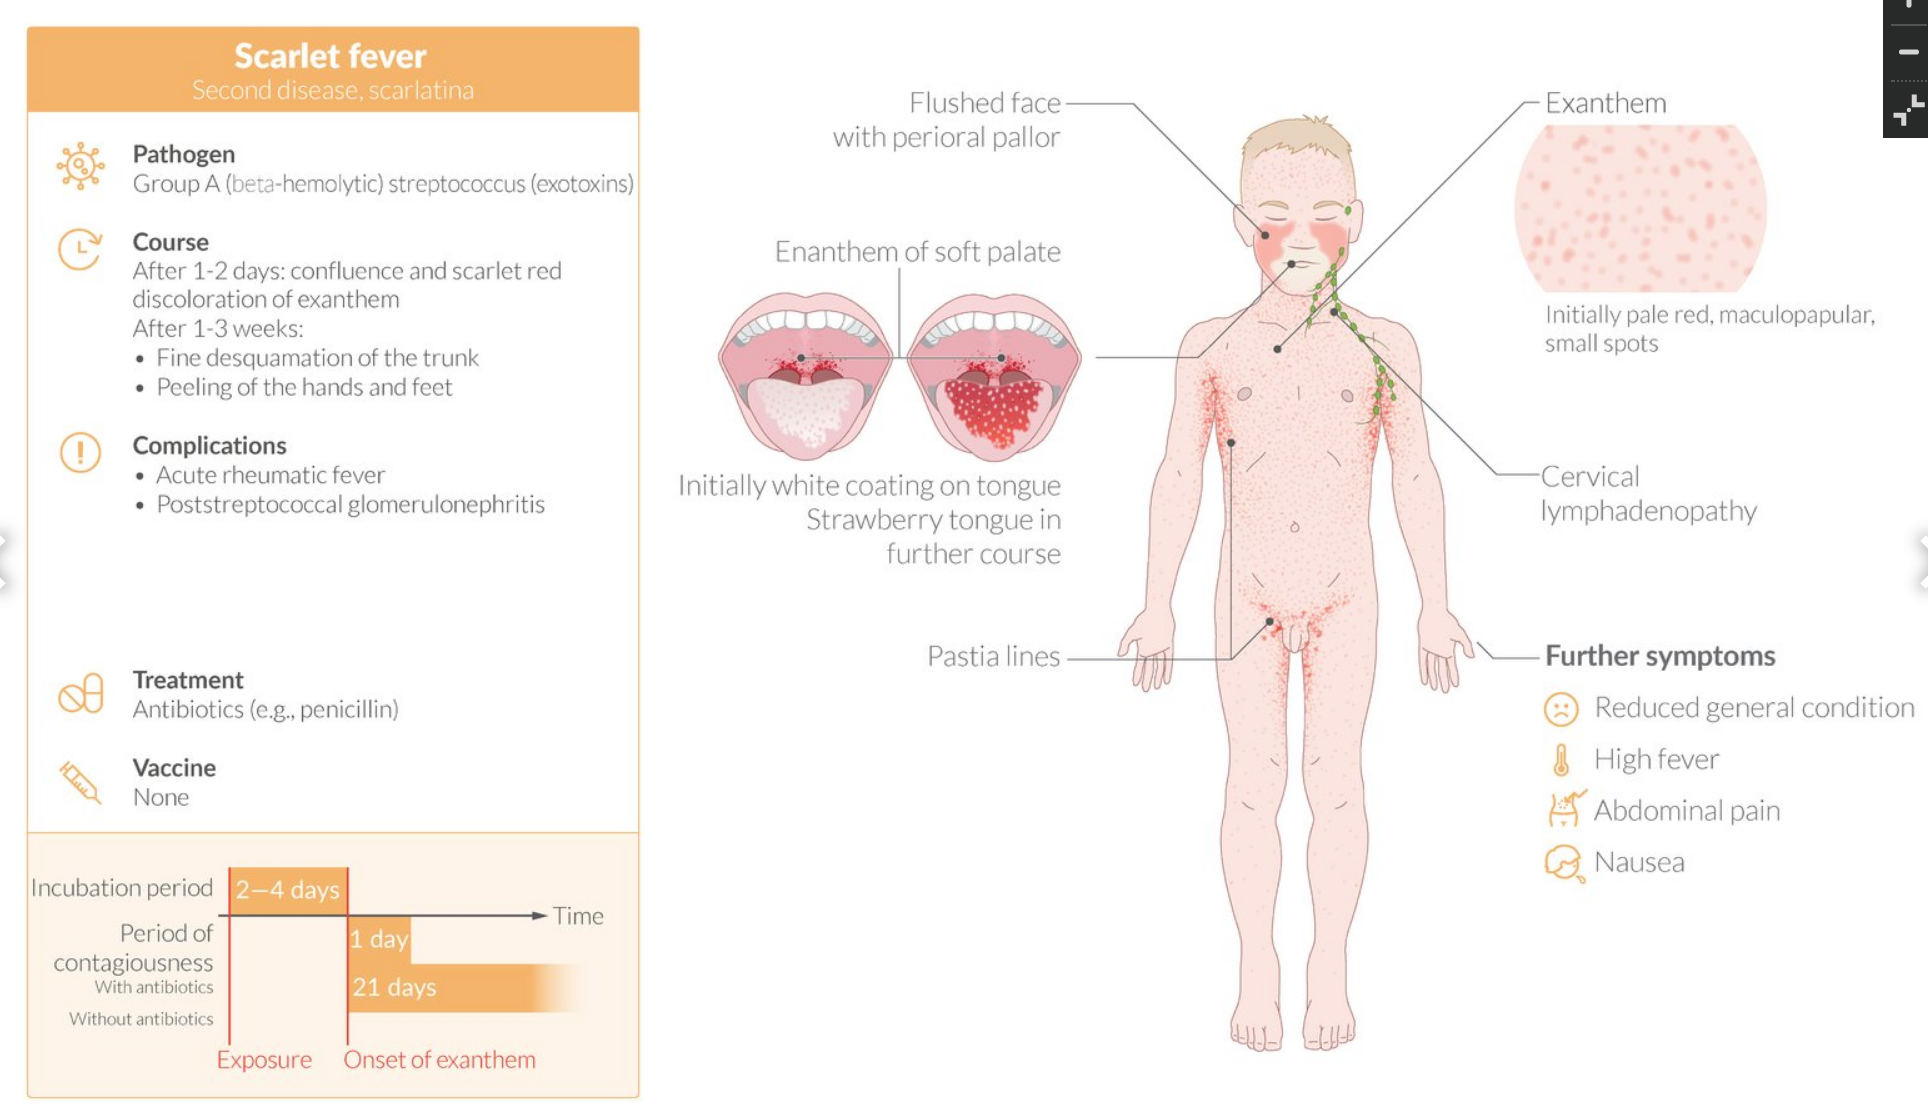 Scarlet fever
Second disease, scarlatina
Pathogen
Group A (beta-hemolytic) streptococcus (exotoxins)
Course
After 1-2 days: confluence and scarlet red
discoloration of exanthem
After 1-3 weeks:
• Fine desquamation of the trunk
• Peeling of the hands and feet
Complications
• Acute rheumatic fever
• Poststreptococcal glomerulonephritis
Treatment
Antibiotics (e.g., penicillin)
Vaccine
None
Incubation period
2–4 days
Time
Period of
contagiousness
With antibiotics
Without antibiotics
1 day
21 days
Exposure
Onset of exanthem
Flushed face
with perioral pallor
Enanthem of soft palate
Initially white coating on tongue
Strawberry tongue in
further course
Pastia lines
Exanthem
Initially pale red, maculopapular,
small spots
Cervical
lymphadenopathy
Further symptoms
Reduced general condition
High fever
Abdominal pain
Nausea